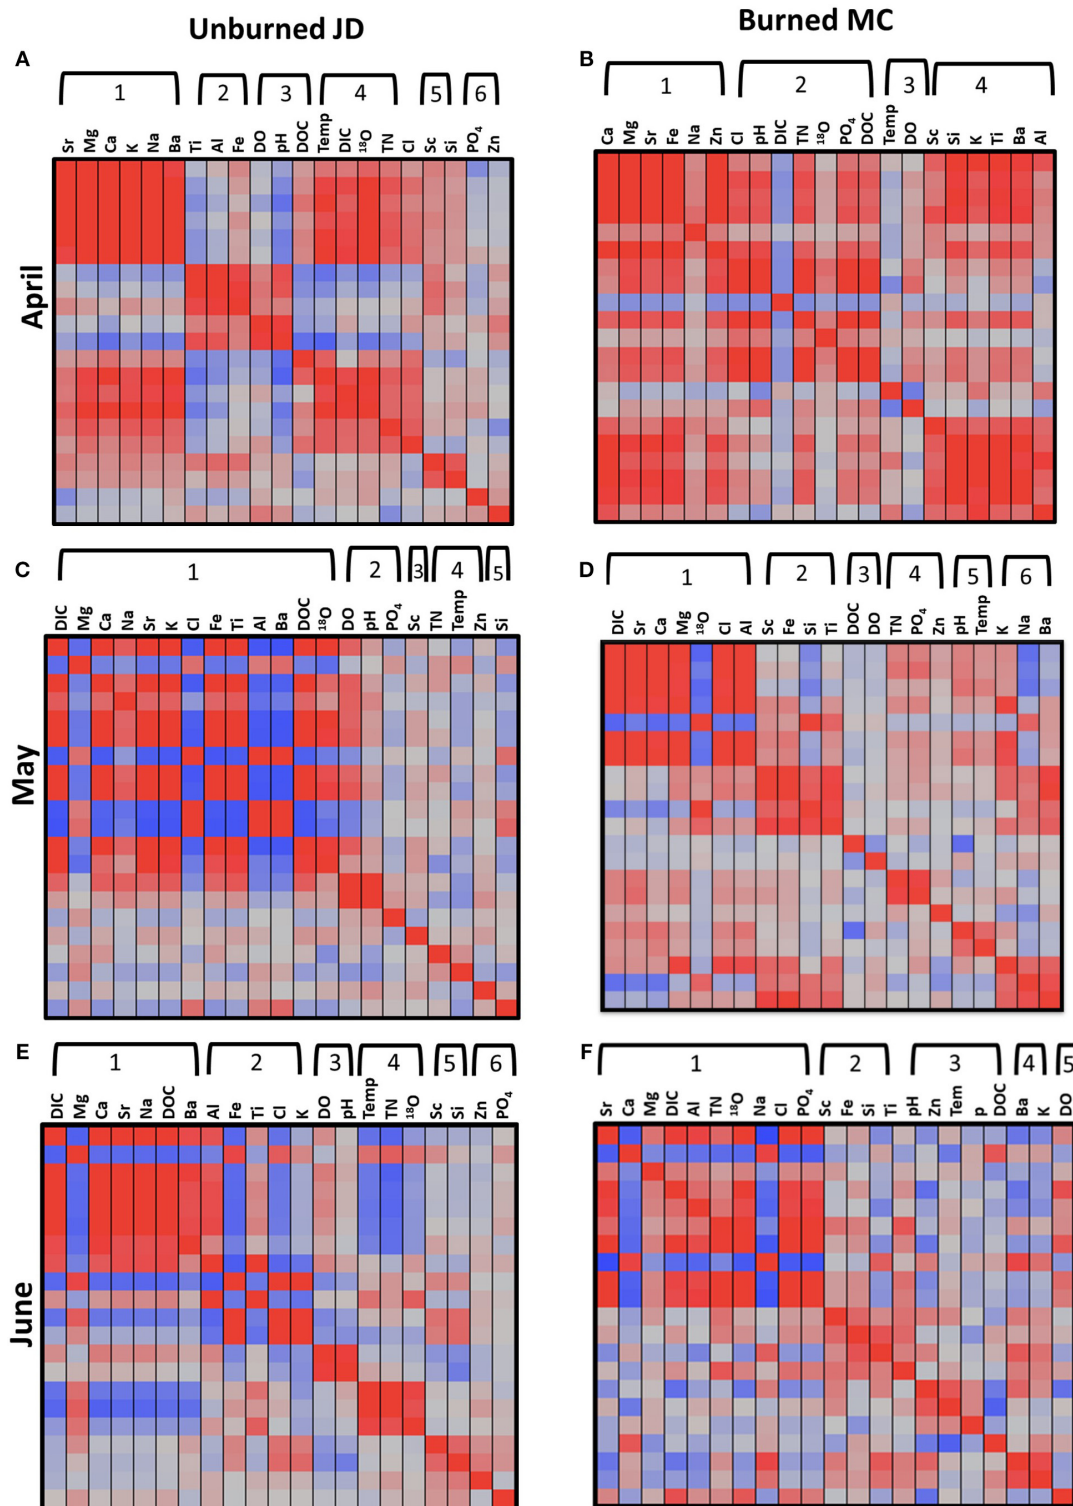 Unburned JD
Burned MC
A
1 2 3 4 5 6
Sr Mg Ca K Na Ba Ti Al Fe DO pH DOC Temp DIC 18O TN Cl Sc Si PO4 Zn
B
1 2 3 4
Ca Mg Sr Fe Na Zn Cl pH DIC TN 18O PO4 DOC Temp DO Sc Si K Ti Ba Al
April
C
1 2 3 4 5
DIC Mg Ca Na Sr K Cl Fe Ti Al Ba DOC 18O DO pH PO4 Sc TN Temp Zn Si
D
1 2 3 4 5 6
DIC Sr Ca Mg 18O Cl Al Sc Fe Si Ti DOC DO TN PO4 Zn pH Temp K Na Ba
May
E
1 2 3 4 5 6
DIC Mg Ca Sr Na DOC Ba Al Fe Ti Cl K DO pH Temp TN 18O Sc Si Zn PO4
F
1 2 3 4 5
Sr Ca Mg DIC Al TN 18O Na Cl PO4 Sc Fe Si Ti pH Zn Tem p DOC Ba K DO
June